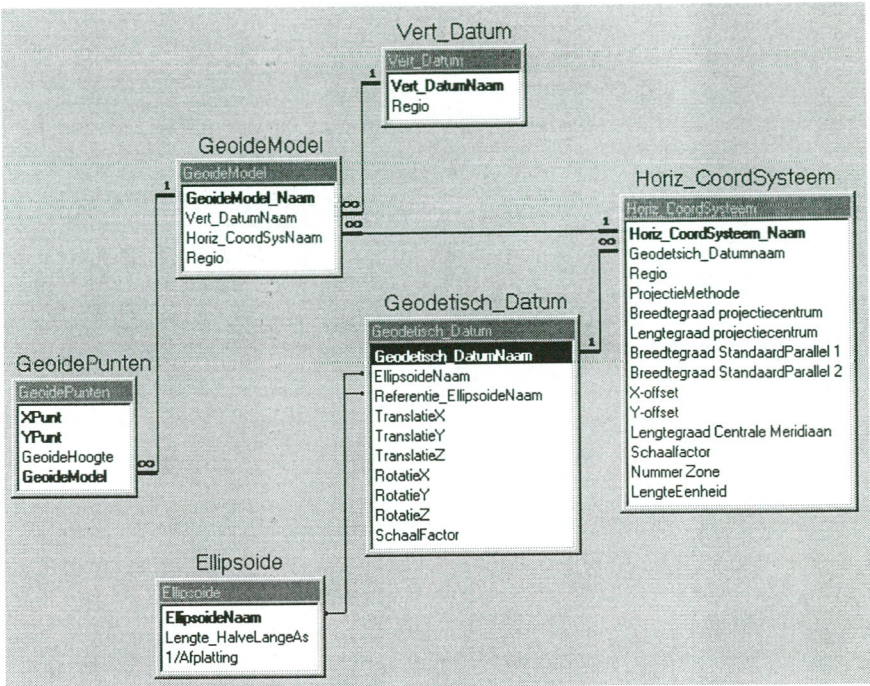 Vert_Datum
Vert_Datum
Vert_DatumNaam
Regio
GeoideModel
GeoideModel
GeoideModel_Naam
Vert_DatumNaam
Horiz_CoordSysNaam
Regio
1
∞
1
∞
1
∞
Horiz_CoordSysteem
Horiz_CoordSysteem
Horiz_CoordSysteem_Naam
Geodetsich_Datumnaam
Regio
ProjectieMethode
Breedtegraad projectiecentrum
Lengtegraad projectiecentrum
Breedtegraad StandaardParallel 1
Breedtegraad StandaardParallel 2
X-offset
Y-offset
Lengtegraad Centrale Meridiaan
Schaalfactor
Nummer Zone
LengteEenheid
Geodetisch_Datum
Geodetisch_Datum
Geodetisch_DatumNaam
EllipsoideNaam
Referentie_EllipsoideNaam
TranslatieX
TranslatieY
TranslatieZ
RotatieX
RotatieY
RotatieZ
SchaalFactor
1
GeoidePunten
GeoidePunten
XPunt
YPunt
GeoideHoogte
GeoideModel
∞
Ellipsoide
Ellipsoide
EllipsoideNaam
Lengte_HalveLangeAs
1/Afplatting